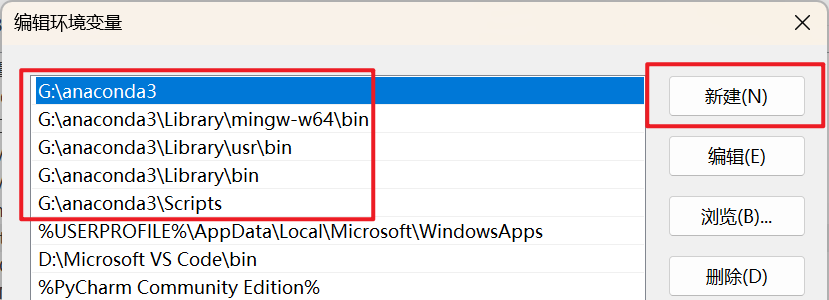 编辑环境变量
G:\anaconda3
新建(N)
G:\anaconda3\Library\mingw-w64\bin
G:\anaconda3\Library\usr\bin
编辑(E)
G:\anaconda3\Library\bin
G:\anaconda3\Scripts
浏览(B)...
%USERPROFILE%\AppData\Local\Microsoft\WindowsApps
D:\Microsoft VS Code\bin
删除(D)
%PyCharm Community Edition%